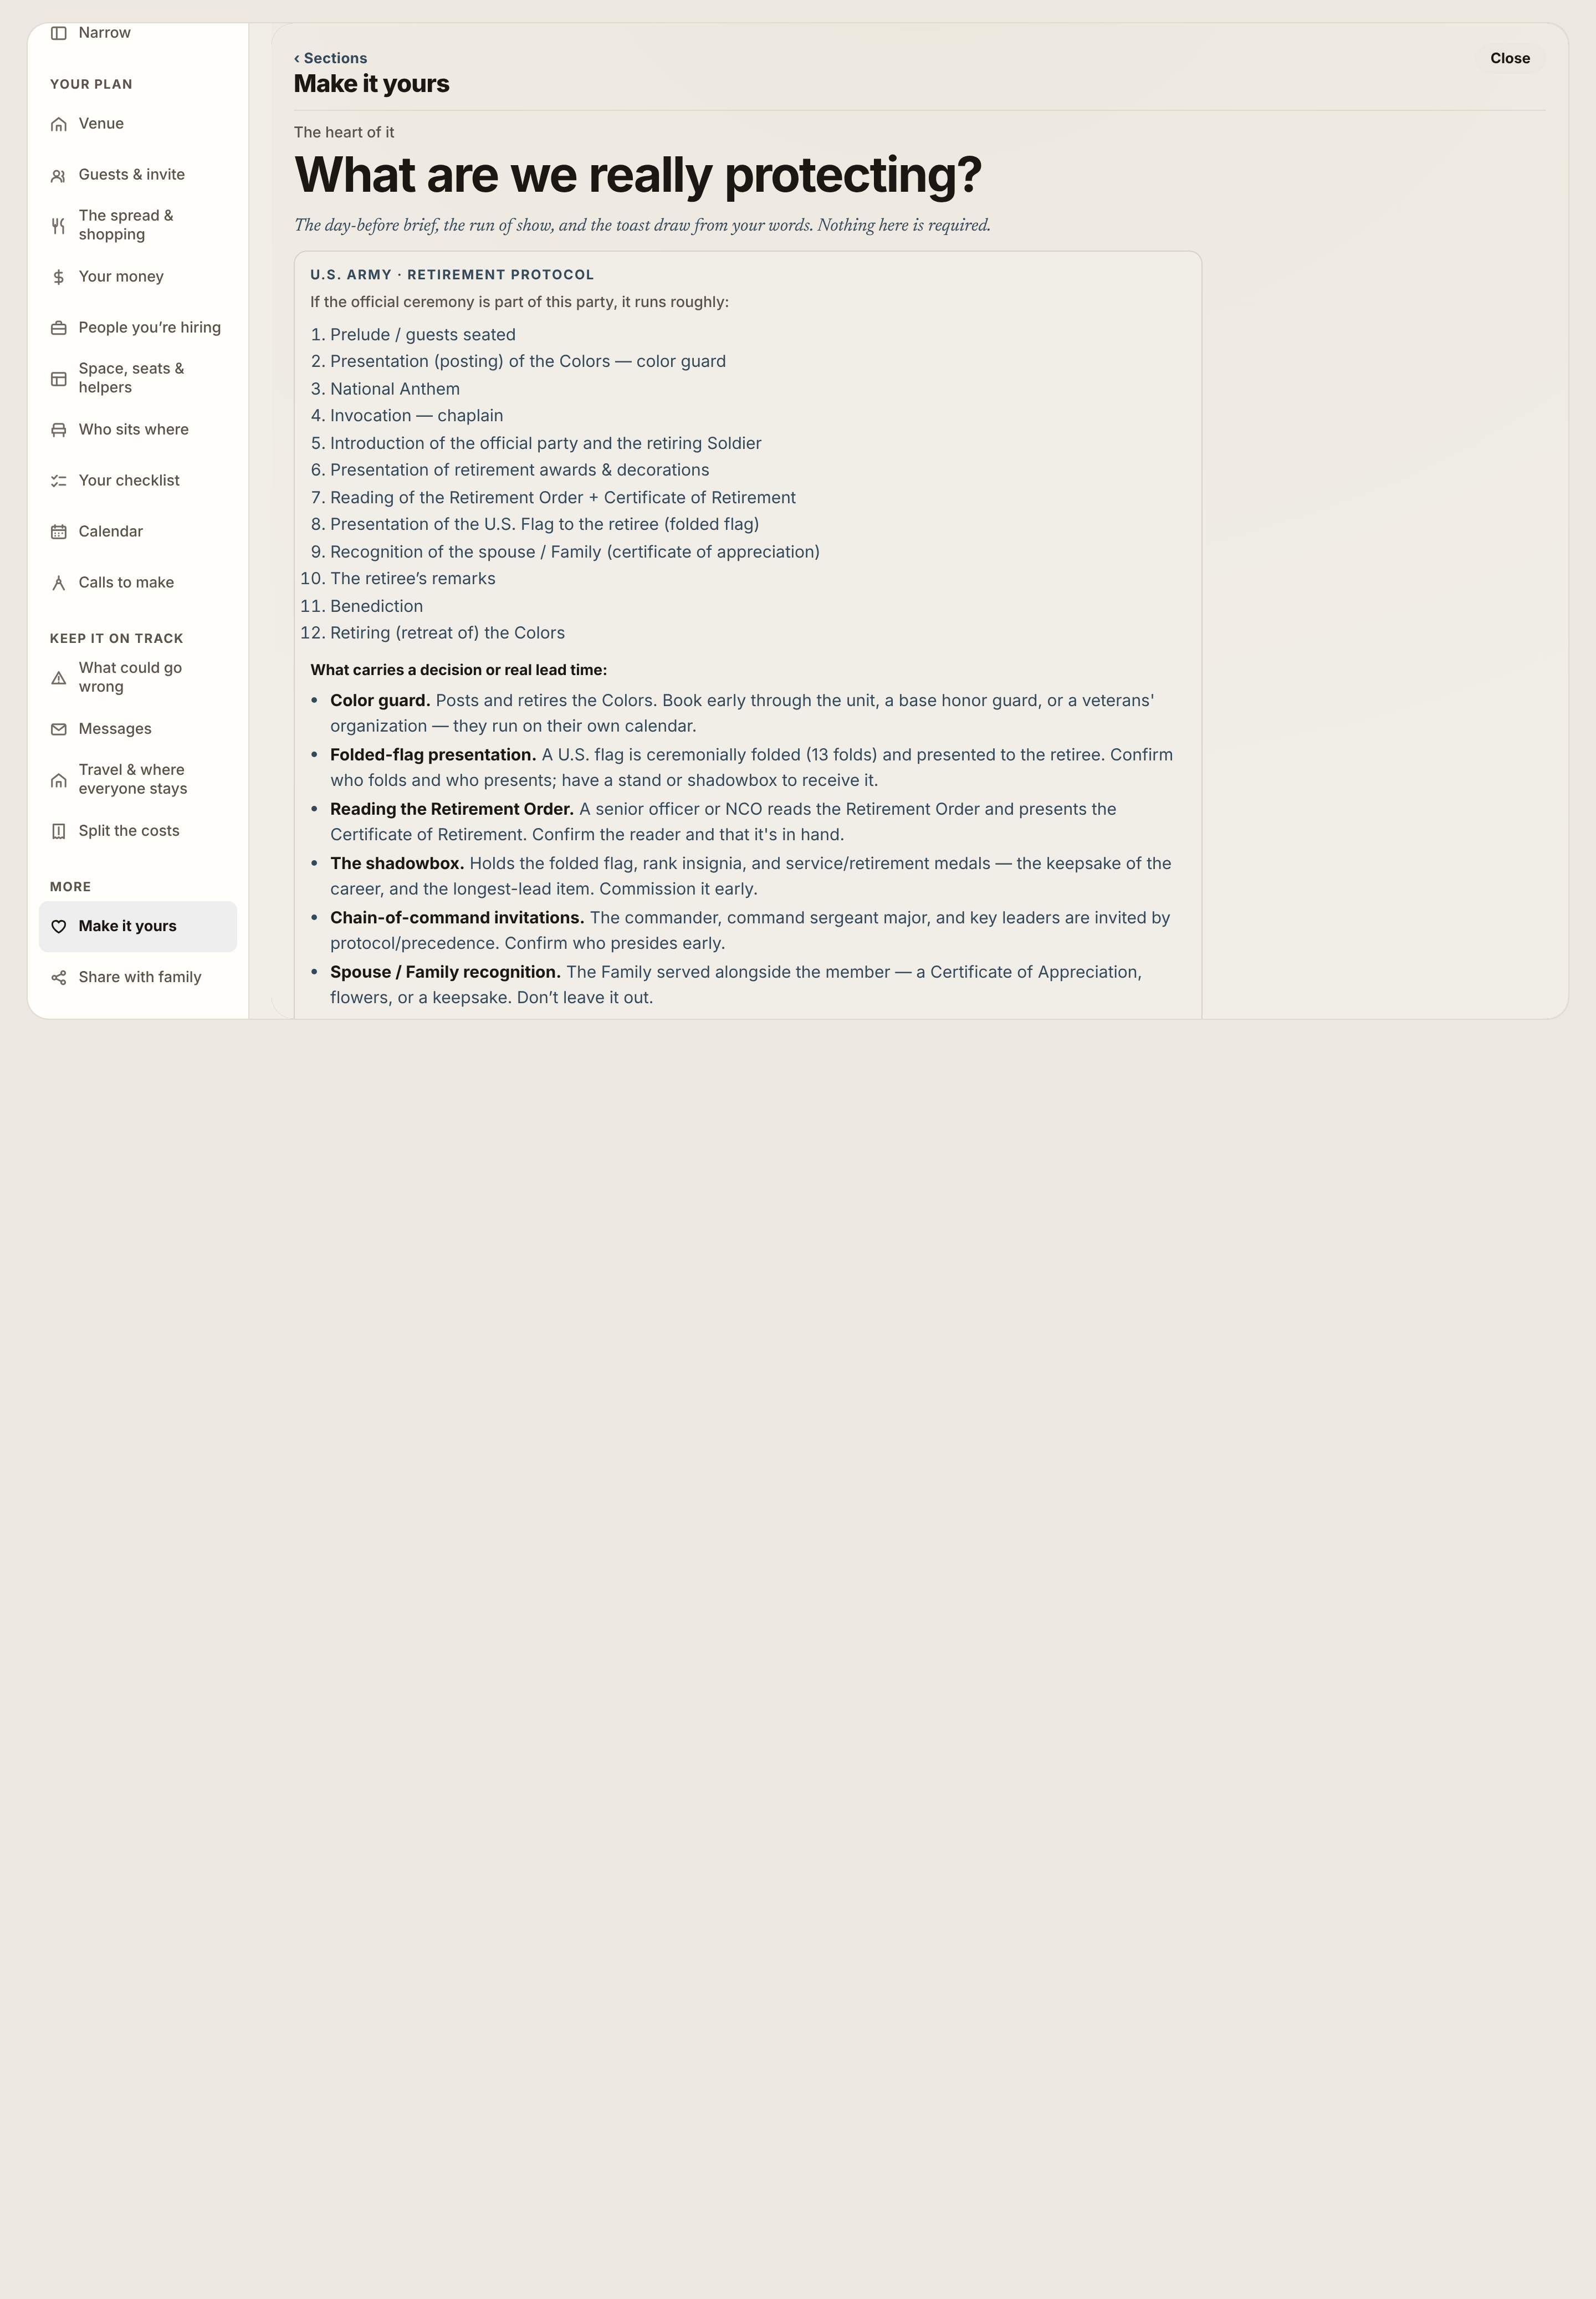 Narrow
YOUR PLAN
Venue
Guests & invite
The spread &
shopping
Your money
People you’re hiring
Space, seats &
helpers
Who sits where
Your checklist
Calendar
Calls to make
KEEP IT ON TRACK
What could go
wrong
Messages
Travel & where
everyone stays
Split the costs
MORE
Make it yours
Share with family
‹ Sections
Close
Make it yours
The heart of it
What are we really protecting?
The day-before brief, the run of show, and the toast draw from your words. Nothing here is required.
U.S. ARMY · RETIREMENT PROTOCOL
If the official ceremony is part of this party, it runs roughly:
1. Prelude / guests seated
2. Presentation (posting) of the Colors — color guard
3. National Anthem
4. Invocation — chaplain
5. Introduction of the official party and the retiring Soldier
6. Presentation of retirement awards & decorations
7. Reading of the Retirement Order + Certificate of Retirement
8. Presentation of the U.S. Flag to the retiree (folded flag)
9. Recognition of the spouse / Family (certificate of appreciation)
10. The retiree’s remarks
11. Benediction
12. Retiring (retreat of) the Colors
What carries a decision or real lead time:
• Color guard. Posts and retires the Colors. Book early through the unit, a base honor guard, or a veterans'
organization — they run on their own calendar.
• Folded-flag presentation. A U.S. flag is ceremonially folded (13 folds) and presented to the retiree. Confirm
who folds and who presents; have a stand or shadowbox to receive it.
• Reading the Retirement Order. A senior officer or NCO reads the Retirement Order and presents the
Certificate of Retirement. Confirm the reader and that it's in hand.
• The shadowbox. Holds the folded flag, rank insignia, and service/retirement medals — the keepsake of the
career, and the longest-lead item. Commission it early.
• Chain-of-command invitations. The commander, command sergeant major, and key leaders are invited by
protocol/precedence. Confirm who presides early.
• Spouse / Family recognition. The Family served alongside the member — a Certificate of Appreciation,
flowers, or a keepsake. Don’t leave it out.